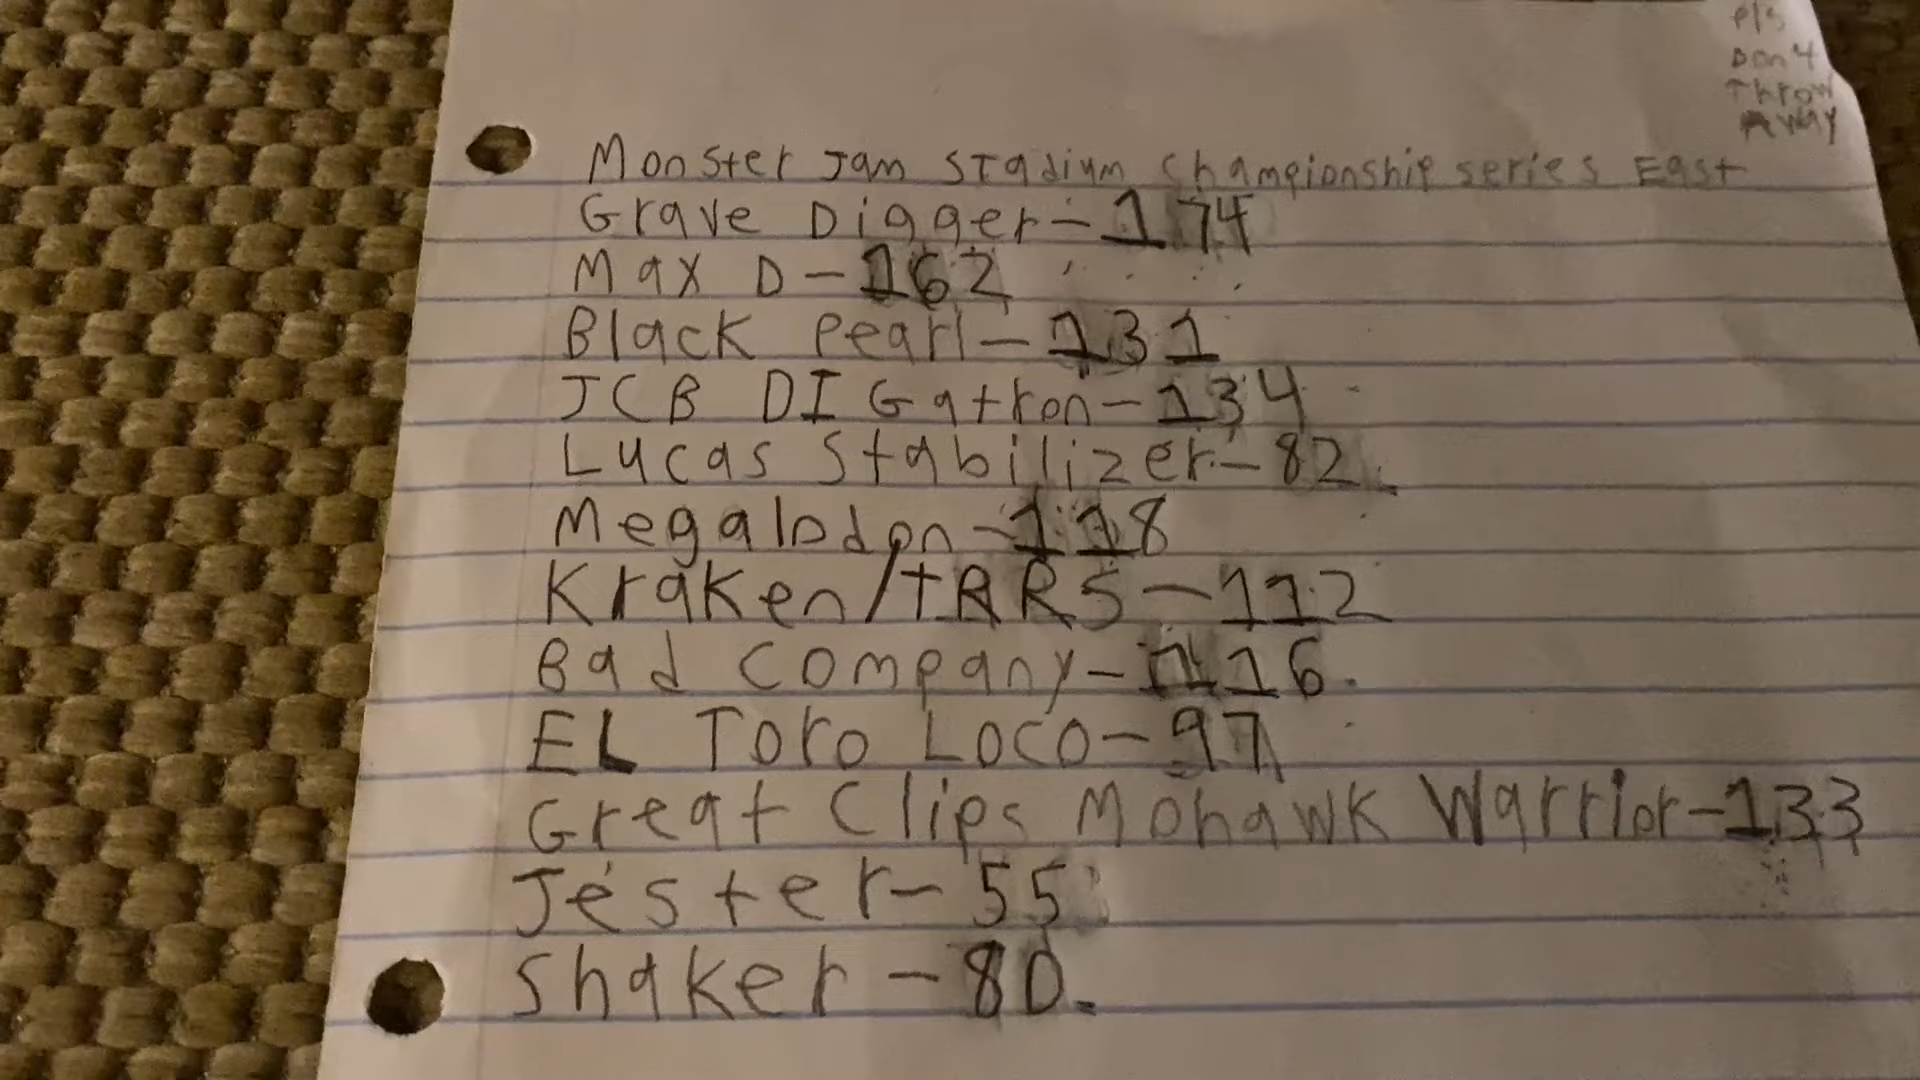 P/S
Don4
Throw
Away
Monster Jam Stadium Championship series East
Grave Digger-174
Max D-162
Black Pearl-131
JCB DIGatron-134
Lucas Stabilizer-82
Megalodon-118
Kraken/TRRS-112
Bad Company-116
EL Toro Loco-97
Great Clips Mohawk Warrior-133
Jester-55
Shaker-80